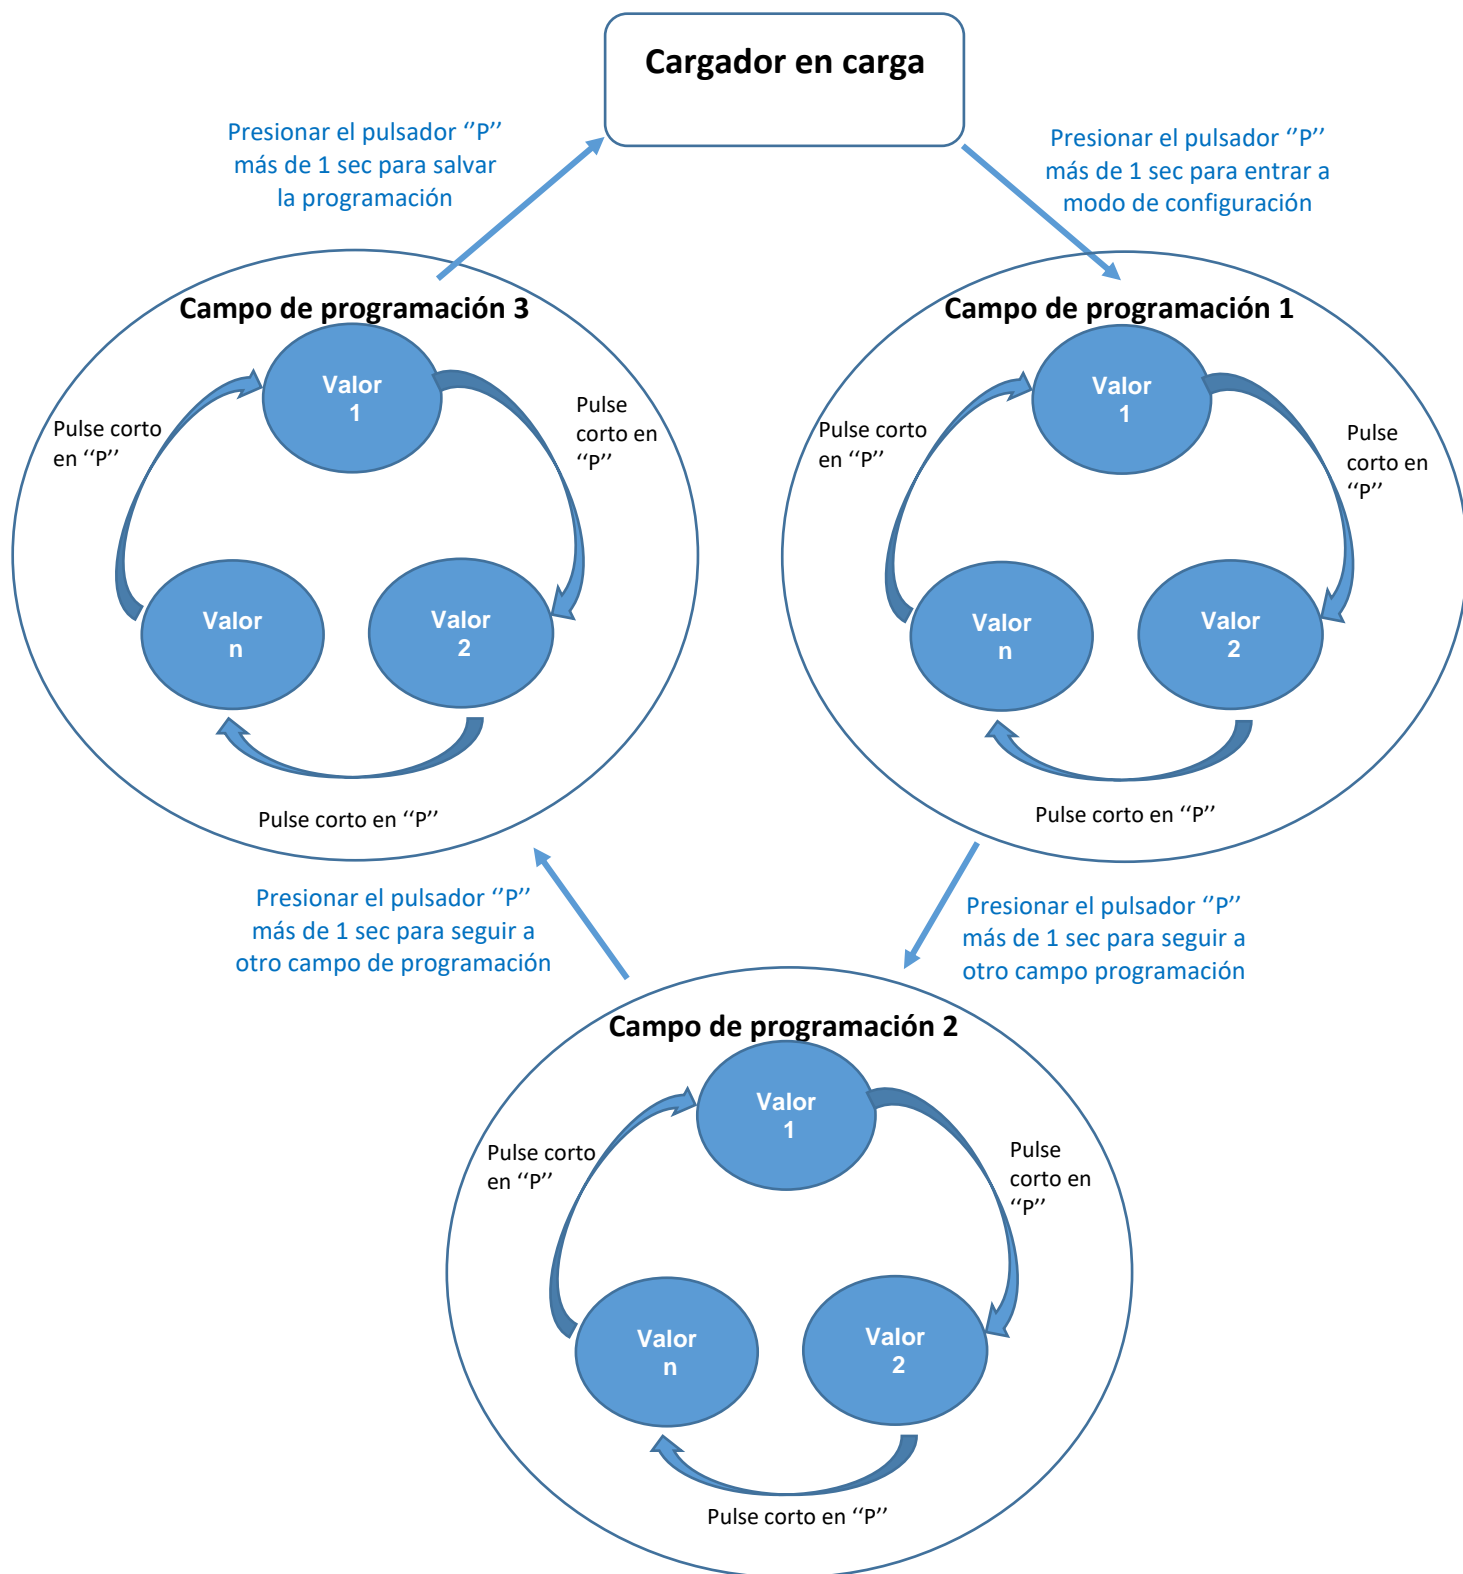 Cargador en carga
Presionar el pulsador ‘‘P’’
más de 1 sec para salvar
la programación
Presionar el pulsador ‘‘P’’
más de 1 sec para entrar a
modo de configuración
Campo de programación 3
Valor
1
Pulse corto
en ‘‘P’’
Pulse
corto en
‘‘P’’
Valor
n
Valor
2
Pulse corto en ‘‘P’’
Campo de programación 1
Valor
1
Pulse corto
en ‘‘P’’
Pulse
corto en
‘‘P’’
Valor
n
Valor
2
Pulse corto en ‘‘P’’
Presionar el pulsador ‘‘P’’
más de 1 sec para seguir a
otro campo de programación
Presionar el pulsador ‘‘P’’
más de 1 sec para seguir a
otro campo programación
Campo de programación 2
Valor
1
Pulse corto
en ‘‘P’’
Pulse
corto en
‘‘P’’
Valor
n
Valor
2
Pulse corto en ‘‘P’’